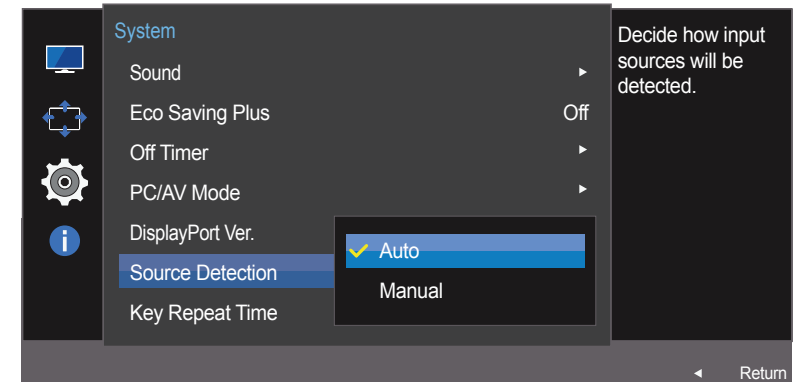 System
Sound
Eco Saving Plus Off
Off Timer
PC/AV Mode
DisplayPort Ver.
Source Detection
Key Repeat Time
Auto
Manual
Decide how input
sources will be
detected.
Return